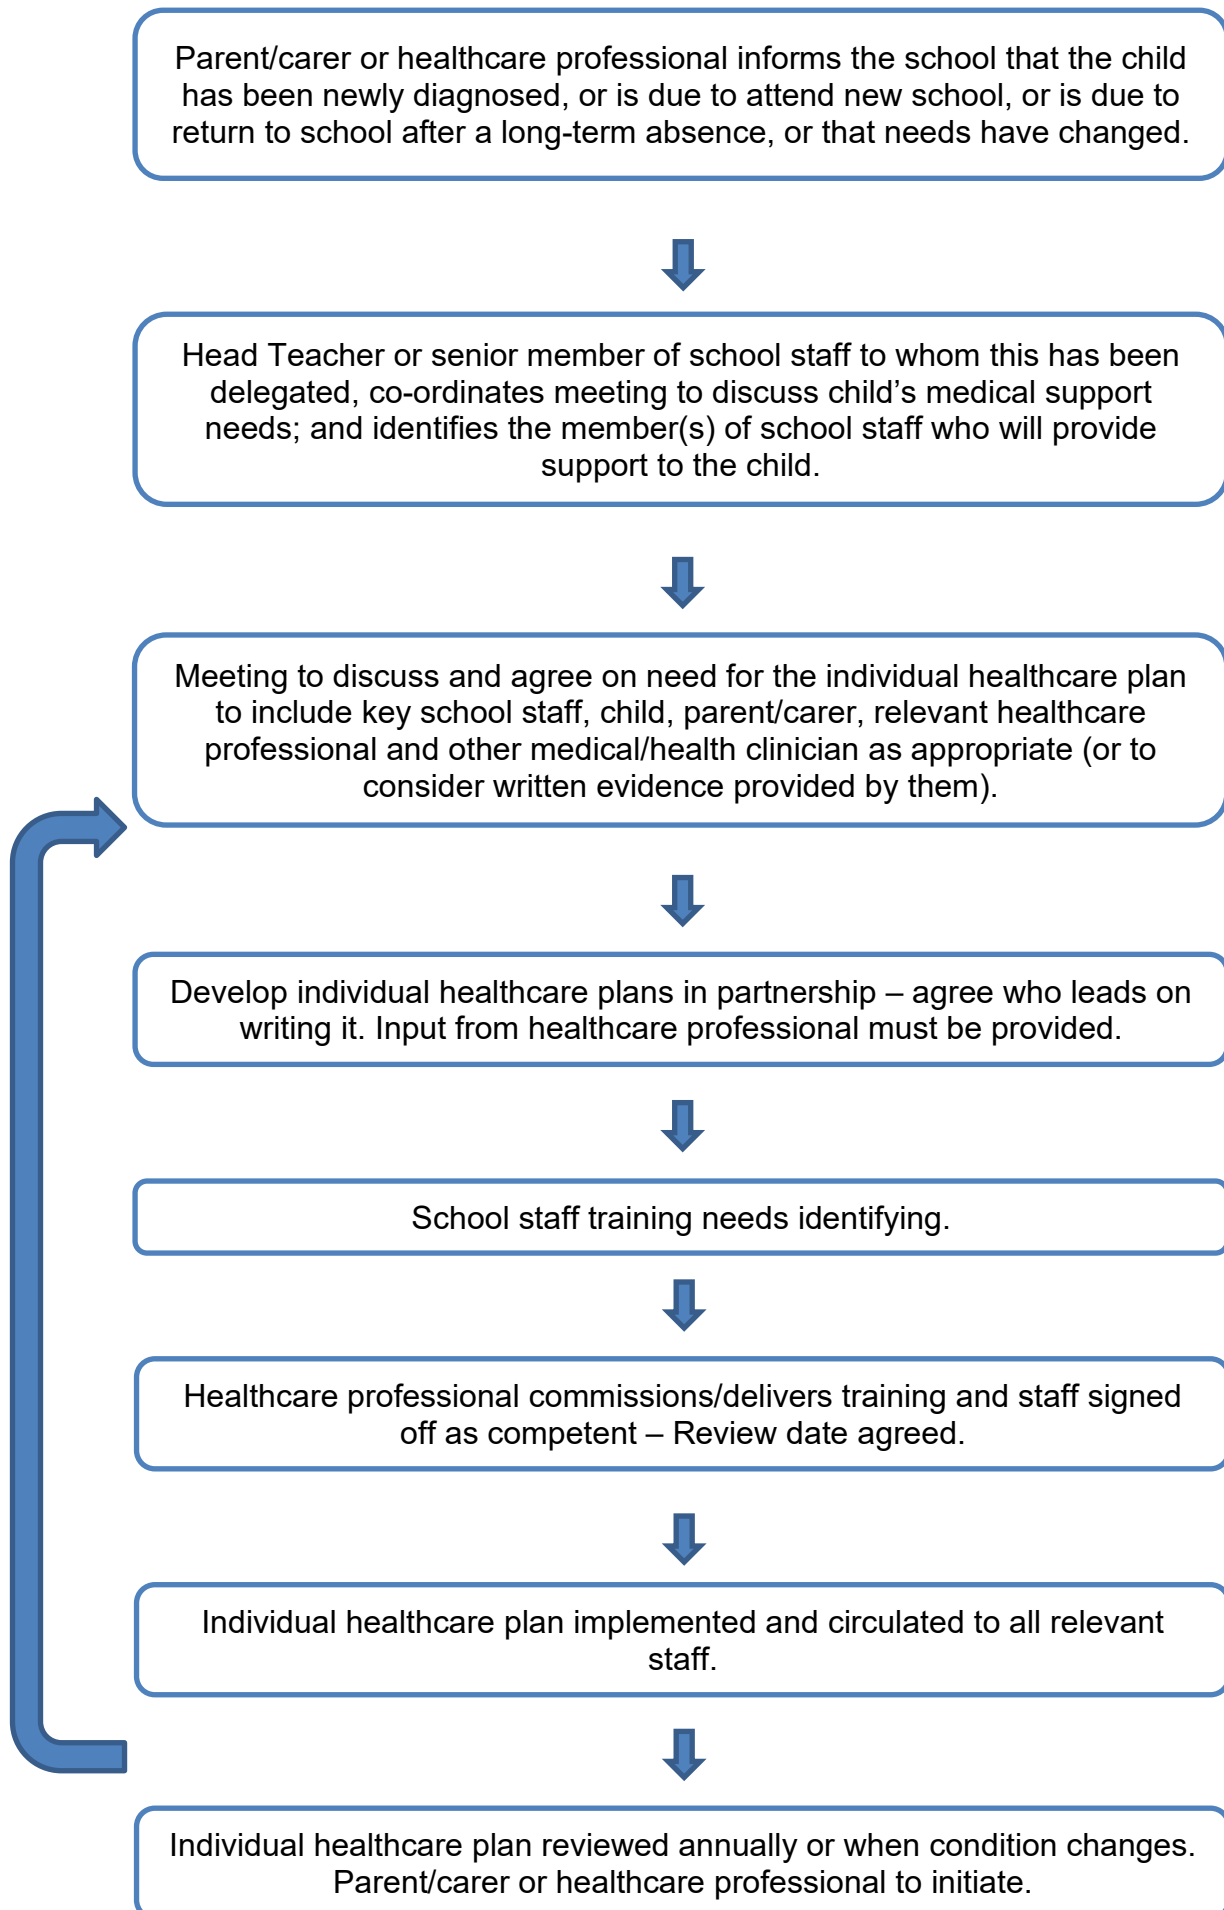 Parent/carer or healthcare professional informs the school that the child
has been newly diagnosed, or is due to attend new school, or is due to
return to school after a long-term absence, or that needs have changed.
Head Teacher or senior member of school staff to whom this has been
delegated, co-ordinates meeting to discuss child’s medical support
needs; and identifies the member(s) of school staff who will provide
support to the child.
Meeting to discuss and agree on need for the individual healthcare plan
to include key school staff, child, parent/carer, relevant healthcare
professional and other medical/health clinician as appropriate (or to
consider written evidence provided by them).
Develop individual healthcare plans in partnership – agree who leads on
writing it. Input from healthcare professional must be provided.
School staff training needs identifying.
Healthcare professional commissions/delivers training and staff signed
off as competent – Review date agreed.
Individual healthcare plan implemented and circulated to all relevant
staff.
Individual healthcare plan reviewed annually or when condition changes.
Parent/carer or healthcare professional to initiate.